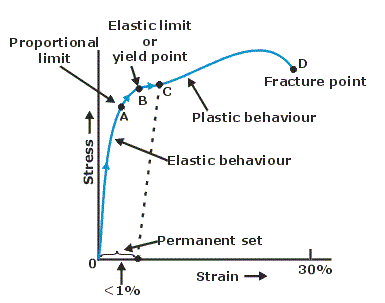 Elastic limit
or
yield point
Proportional
limit
D
Fracture point
B
C
A
Plastic behaviour
Stress
Elastic behaviour
Permanent set
0
Strain
30%
<1%